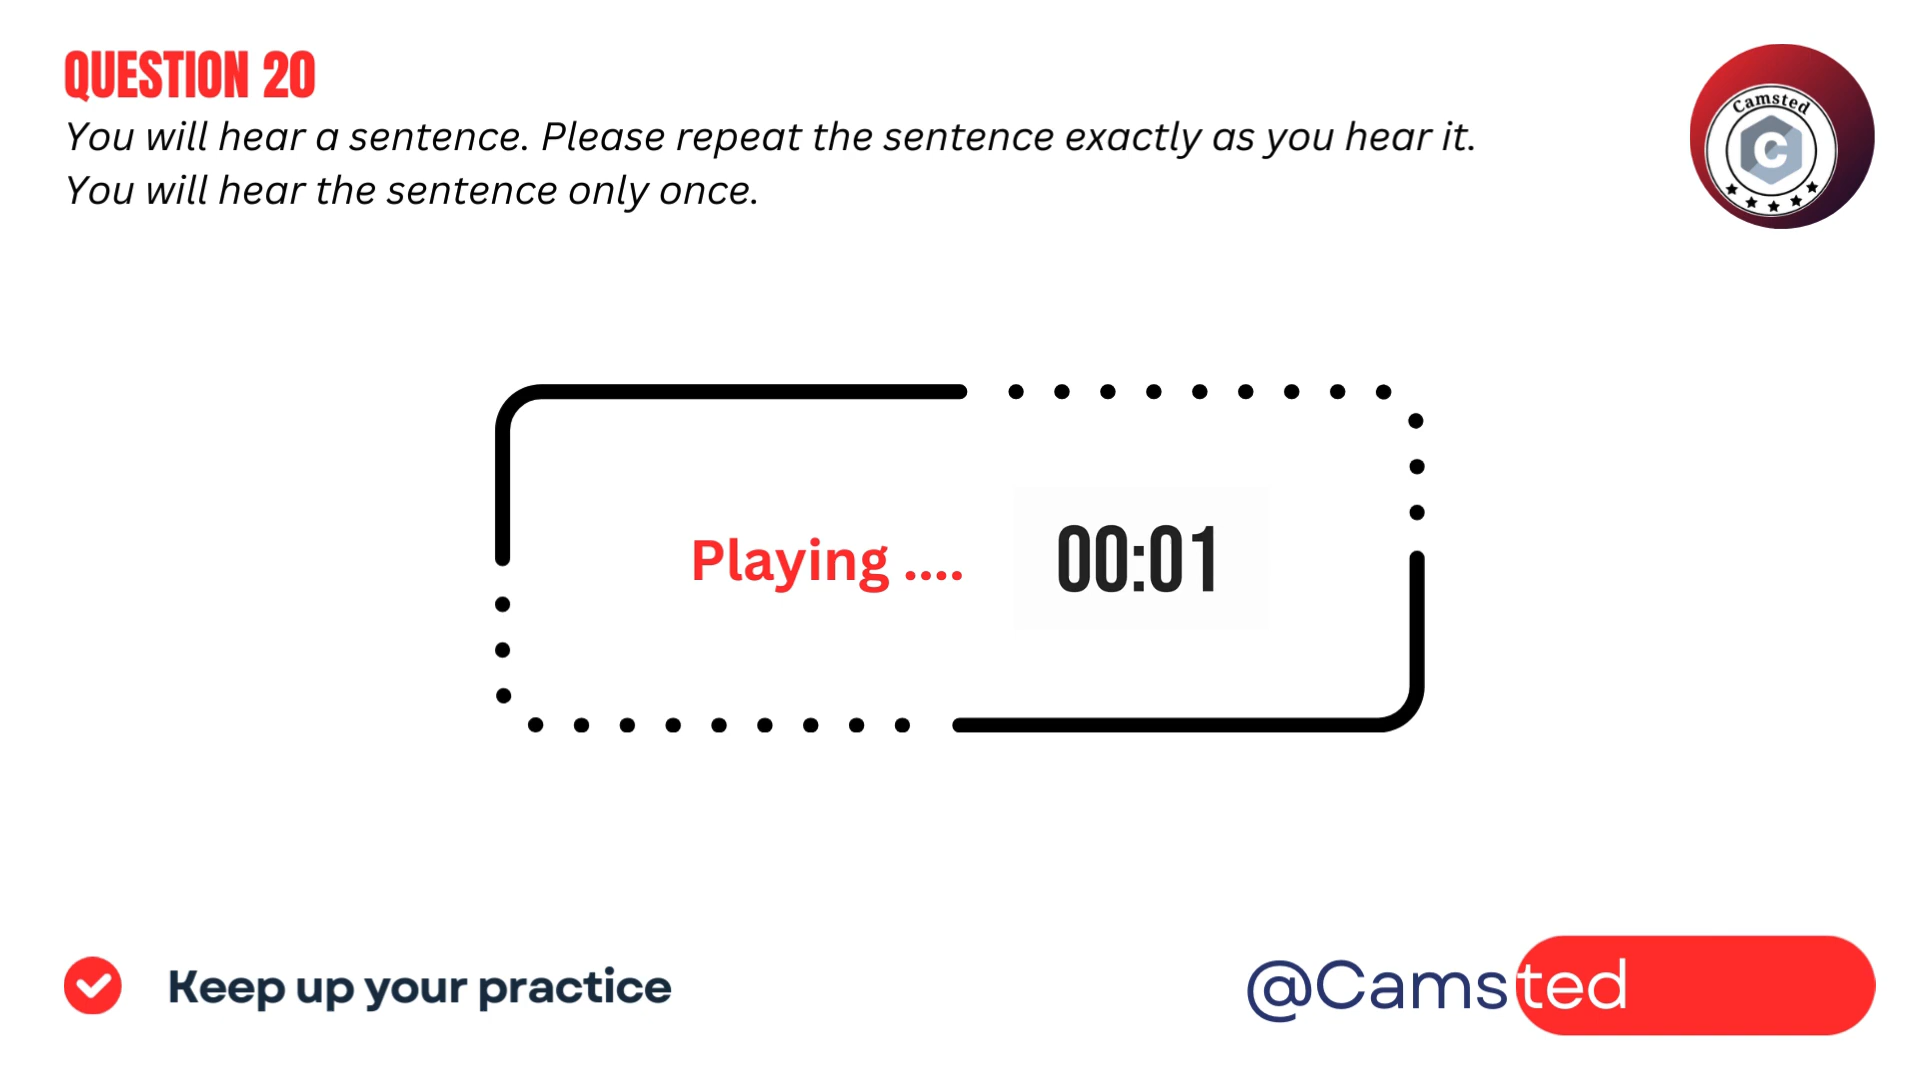 QUESTION 20
You will hear a sentence. Please repeat the sentence exactly as you hear it.
You will hear the sentence only once.
Camsted
C
Playing ....
00:01
Keep up your practice
@Camsted